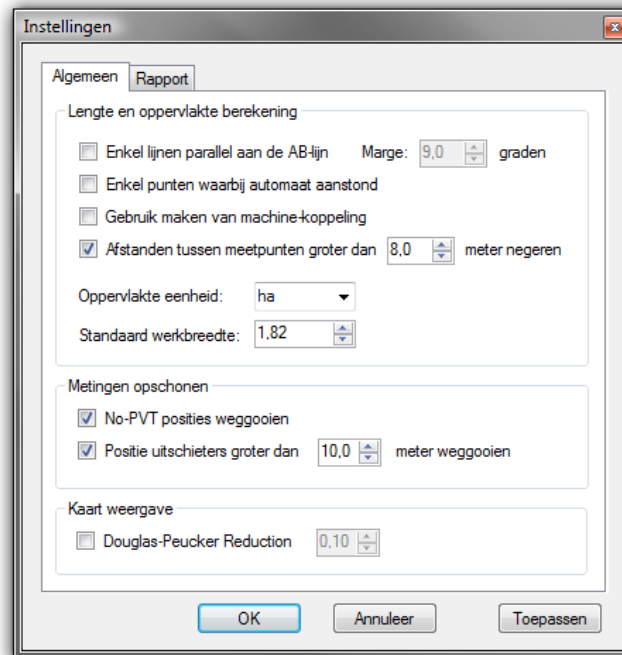 Instellingen
Algemeen Rapport
Lengte en oppervlakte berekening
Enkel lijnen parallel aan de AB-lijn Marge: 9,0 graden
Enkel punten waarbij automaat aanstond
Gebruik maken van machine-koppeling
Afstanden tussen meetpunten groter dan 8,0 meter negeren
Oppervlakte eenheid: ha
Standaard werkbreedte: 1,82
Metingen opschonen
No-PVT posities weggooien
Positie uitschieters groter dan 10,0 meter weggooien
Kaart weergave
Douglas-Peucker Reduction 0,10
OK Annuleer Toepassen